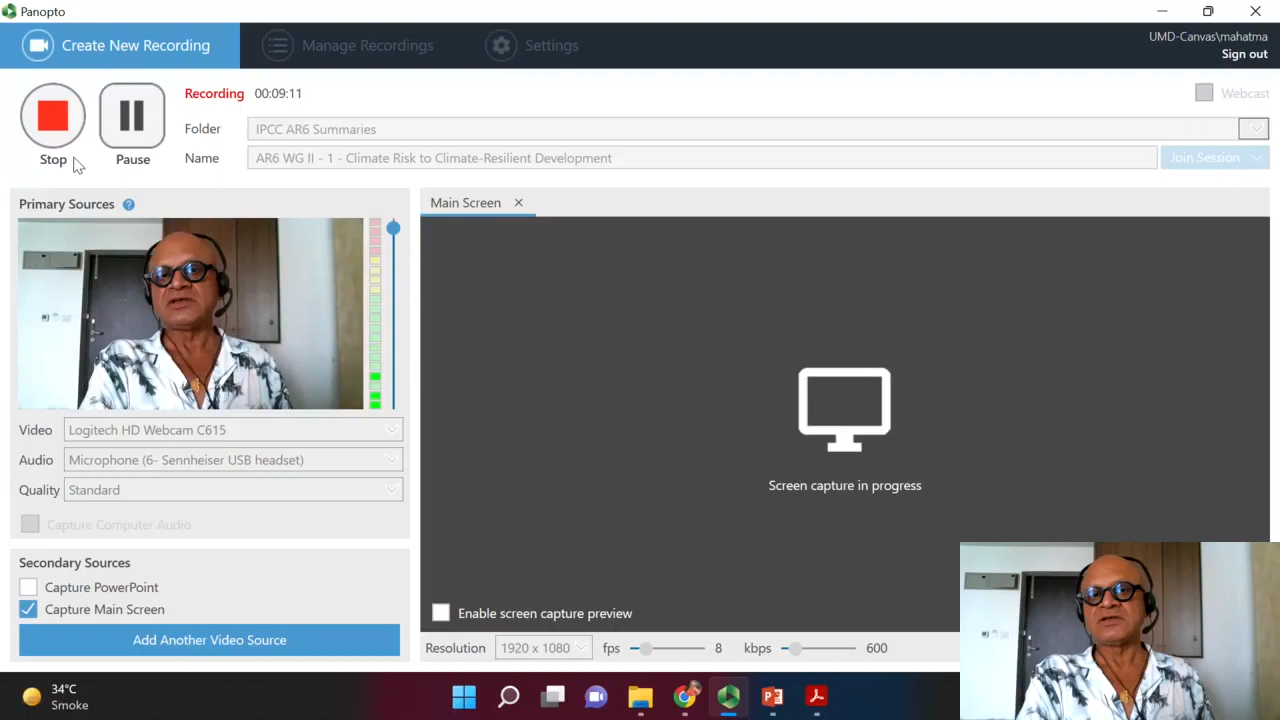 Panopto
Create New Recording
Manage Recordings
Settings
UMD-Canvas\mahatma
Sign out
Recording 00:09:11
Webcast
Folder IPCC AR6 Summaries
Name AR6 WG II - 1 - Climate Risk to Climate-Resilient Development
Join Session
Stop
Pause
Primary Sources ?
Main Screen
Video Logitech HD Webcam C615
Audio Microphone (6- Sennheiser USB headset)
Quality Standard
Capture Computer Audio
Screen capture in progress
Secondary Sources
Capture PowerPoint
Capture Main Screen
Add Another Video Source
Enable screen capture preview
Resolution 1920 x 1080 fps 8 kbps 600
34°C
Smoke